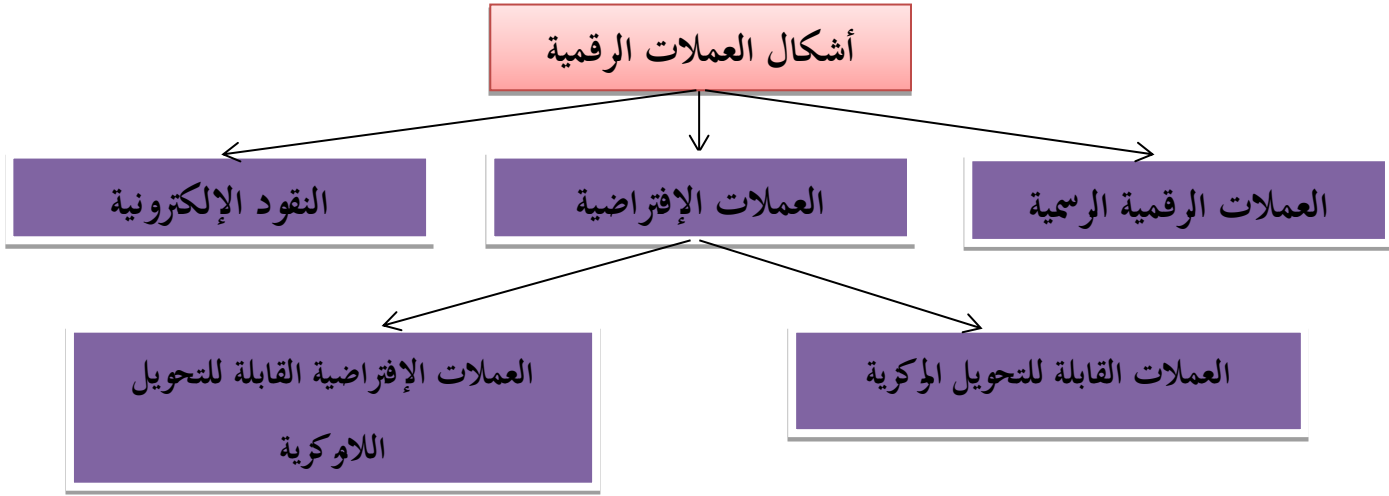 أشكال العملات الرقمية
العملات الرقمية الرسمية
العملات الإفتراضية
النقود الإلكترونية
العملات القابلة للتحويل المركزية
العملات الإفتراضية القابلة للتحويل
اللامركزية